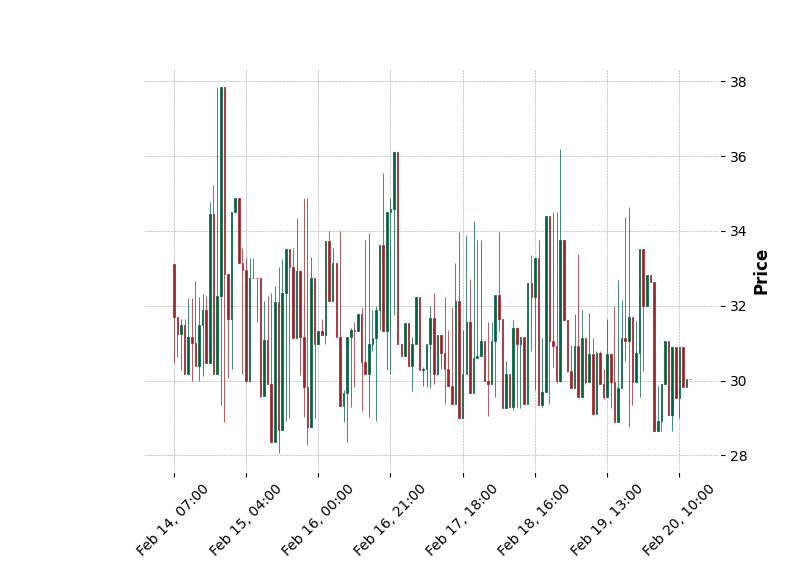 38
36
34
32
30
28
Price
Feb 14, 07:00
Feb 15, 04:00
Feb 16, 00:00
Feb 16, 21:00
Feb 17, 18:00
Feb 18, 16:00
Feb 19, 13:00
Feb 20, 10:00